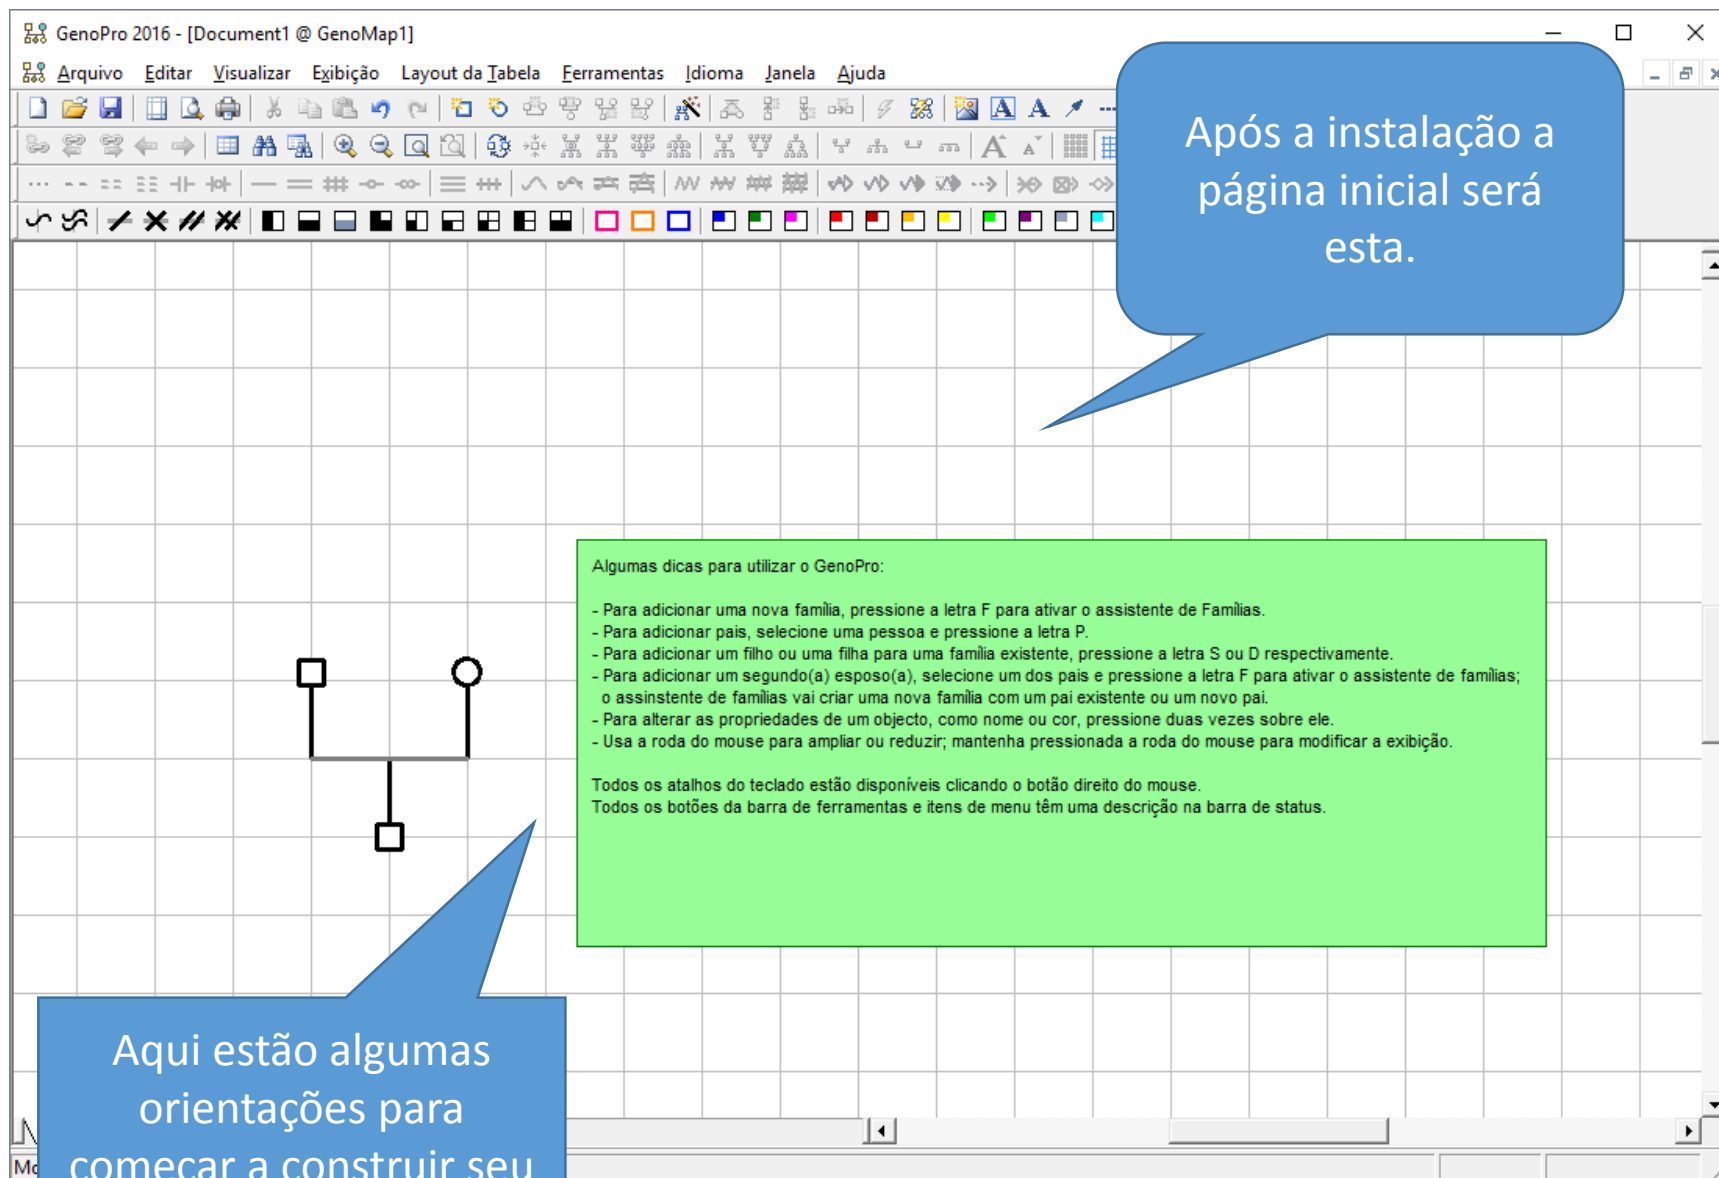 GenoPro 2016 - [Document1 @ GenoMap1]
Arquivo Editar Visualizar Exibição Layout da Tabela Ferramentas Idioma Janela Ajuda
Após a instalação a
página inicial será
esta.
Algumas dicas para utilizar o GenoPro:
- Para adicionar uma nova família, pressione a letra F para ativar o assistente de Famílias.
- Para adicionar pais, selecione uma pessoa e pressione a letra P.
- Para adicionar um filho ou uma filha para uma família existente, pressione a letra S ou D respectivamente.
- Para adicionar um segundo(a) esposo(a), selecione um dos pais e pressione a letra F para ativar o assistente de famílias;
o assinstente de famílias vai criar uma nova família com um pai existente ou um novo pai.
- Para alterar as propriedades de um objecto, como nome ou cor, pressione duas vezes sobre ele.
- Usa a roda do mouse para ampliar ou reduzir; mantenha pressionada a roda do mouse para modificar a exibição.
Todos os atalhos do teclado estão disponíveis clicando o botão direito do mouse.
Todos os botões da barra de ferramentas e itens de menu têm uma descrição na barra de status.
Aqui estão algumas
orientações para
começar a construir seu